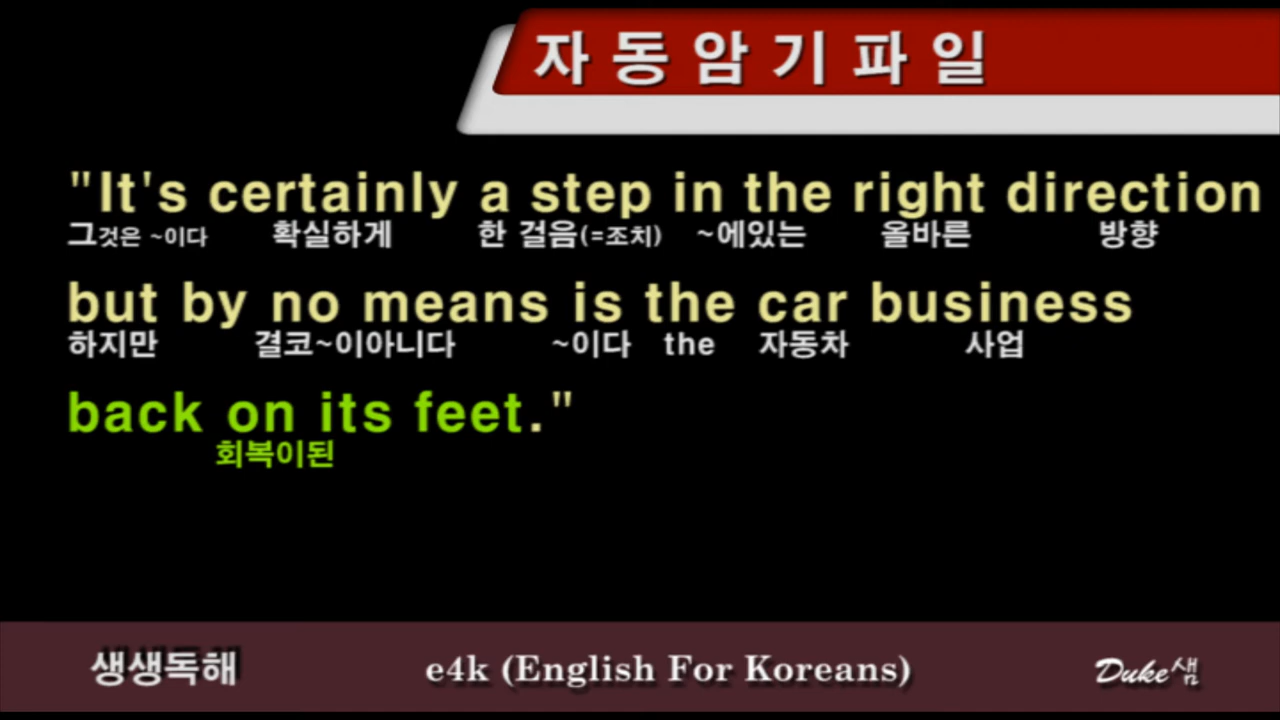 자동암기파일
"It's certainly a step in the right direction
그것은 ~이다 확실하게 한 걸음(=조치) ~에있는 올바른 방향
but by no means is the car business
하지만 결코~이아니다 ~이다 the 자동차 사업
back on its feet."
회복이된
생생독해 e4k (English For Koreans) Duke샘